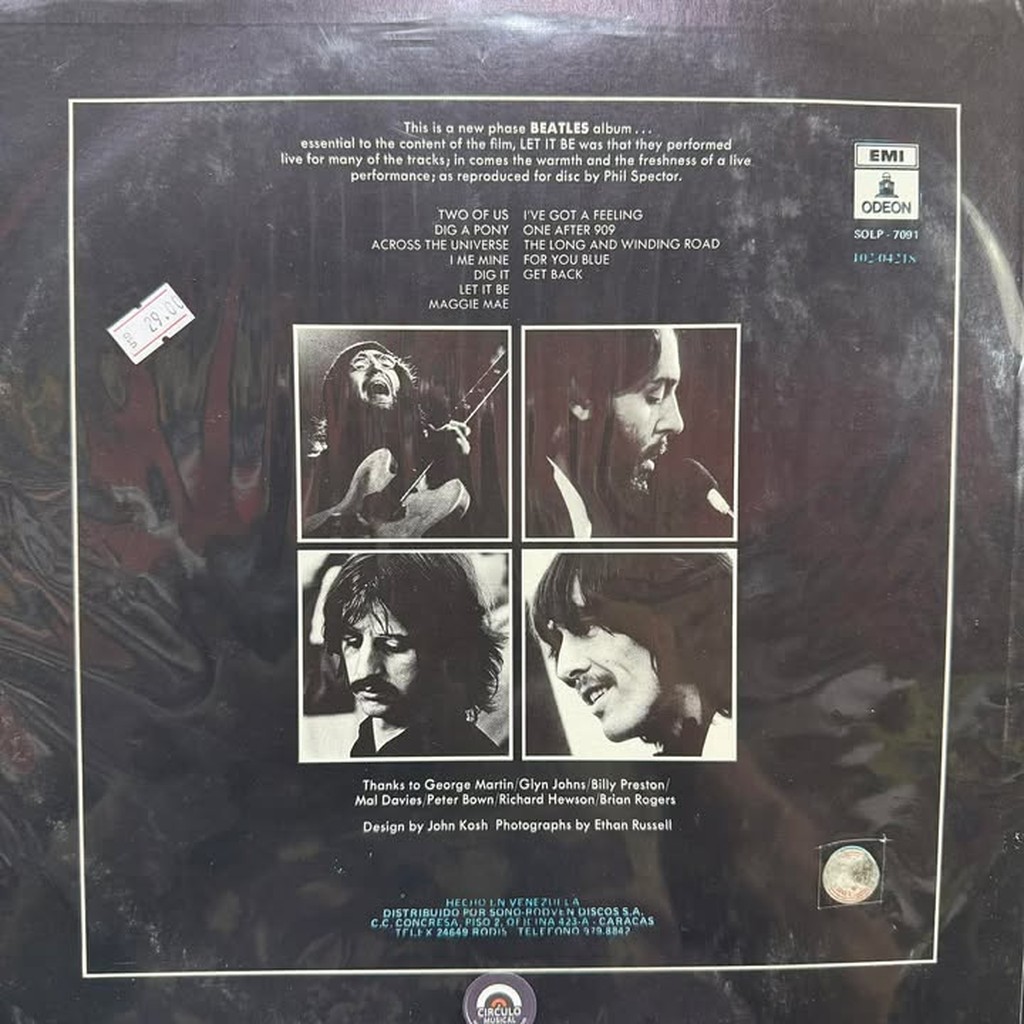 This is a new phase BEATLES album...
essential to the content of the film, LET IT BE was that they performed
live for many of the tracks; in comes the warmth and the freshness of a live
performance; as reproduced for disc by Phil Spector.
EMI
ODEON
SOLP - 7091
102-04218
TWO OF US
DIG A PONY
ACROSS THE UNIVERSE
I ME MINE
DIG IT
LET IT BE
MAGGIE MAE
I'VE GOT A FEELING
ONE AFTER 909
THE LONG AND WINDING ROAD
FOR YOU BLUE
GET BACK
29.00
Thanks to George Martin/Glyn Johns/Billy Preston/
Mal Davies/Peter Bown/Richard Hewson/Brian Rogers
Design by John Kosh Photographs by Ethan Russell
HECHO EN VENEZUELA
DISTRIBUIDO POR SONO-RODVEN DISCOS S.A.
C.C. CONCRESA, PISO 2, OFICINA 423-A - CARACAS
TELEX 24649 RODIS TELEFONO 979.8842
CIRCULO
MUSICAL